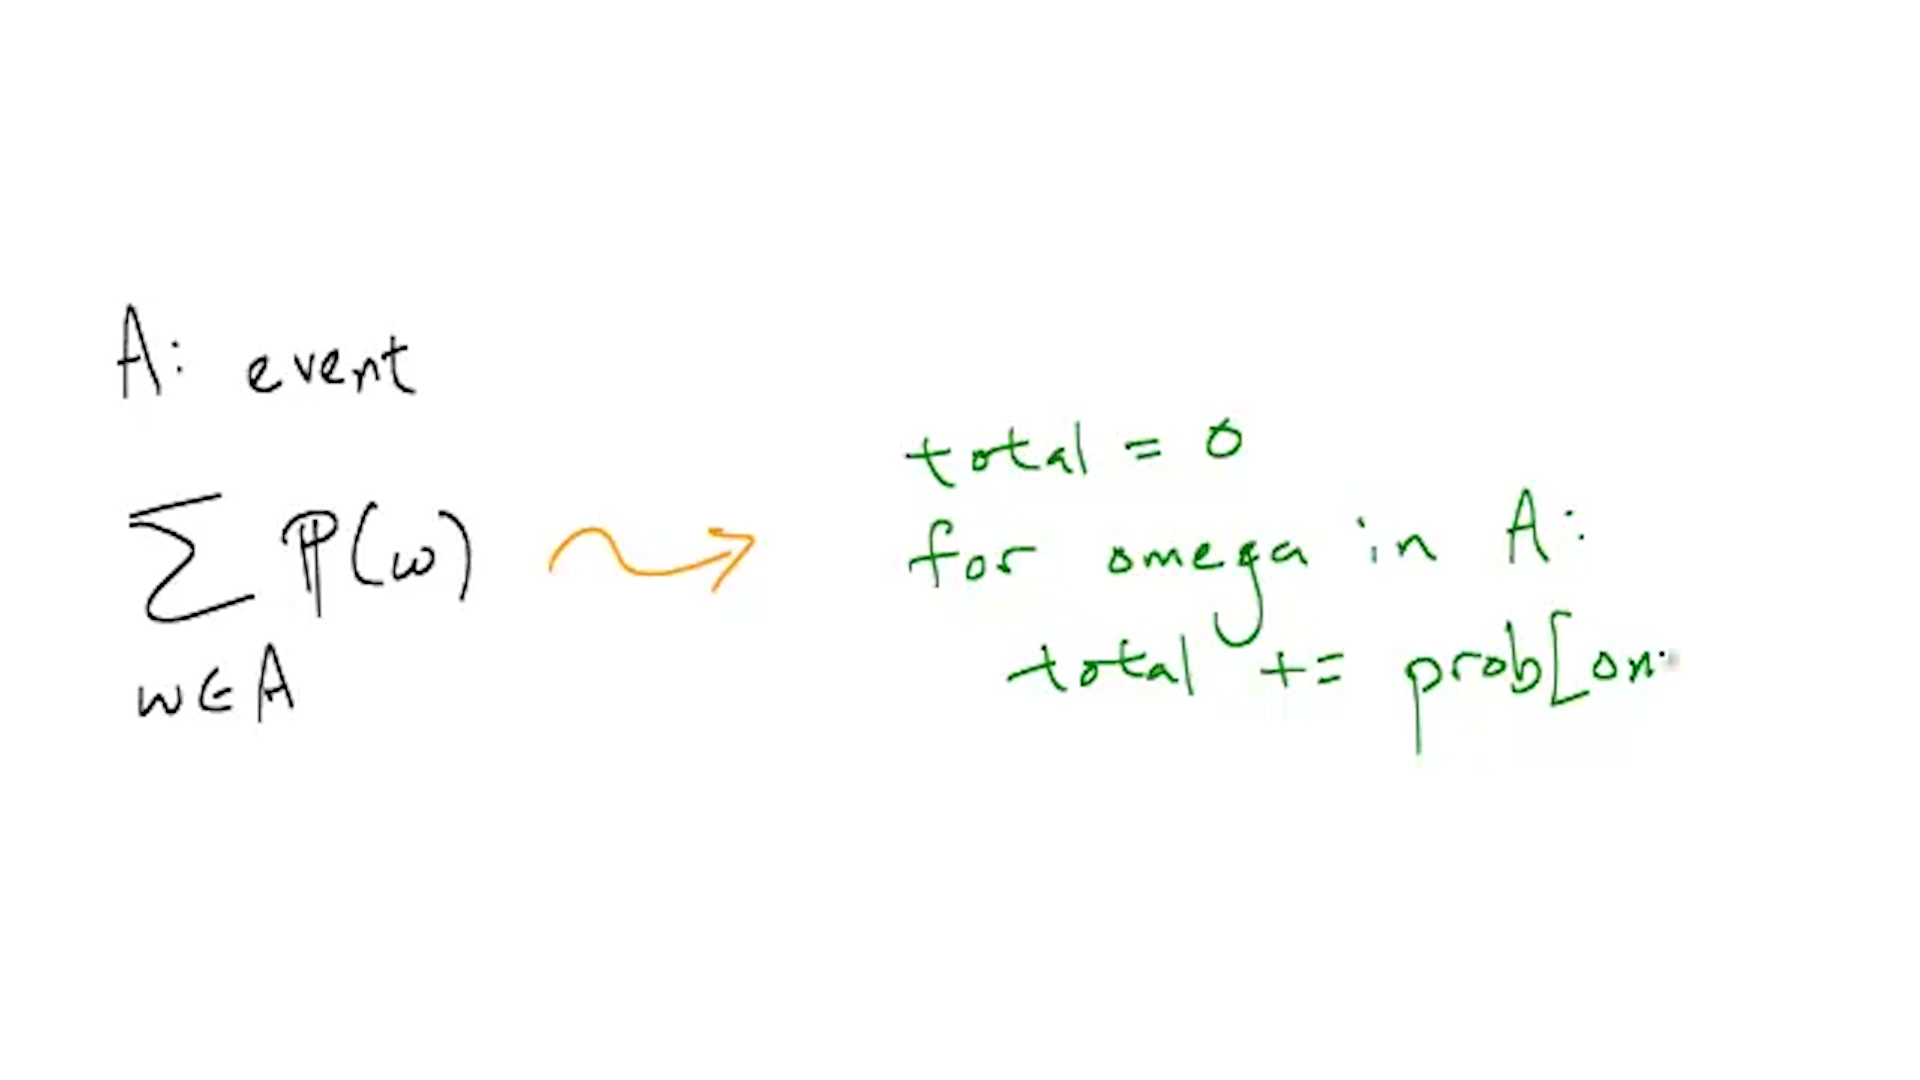 A: event
∑ ℙ(ω)
ω∈A
total = 0
for omega in A:
total += prob[om